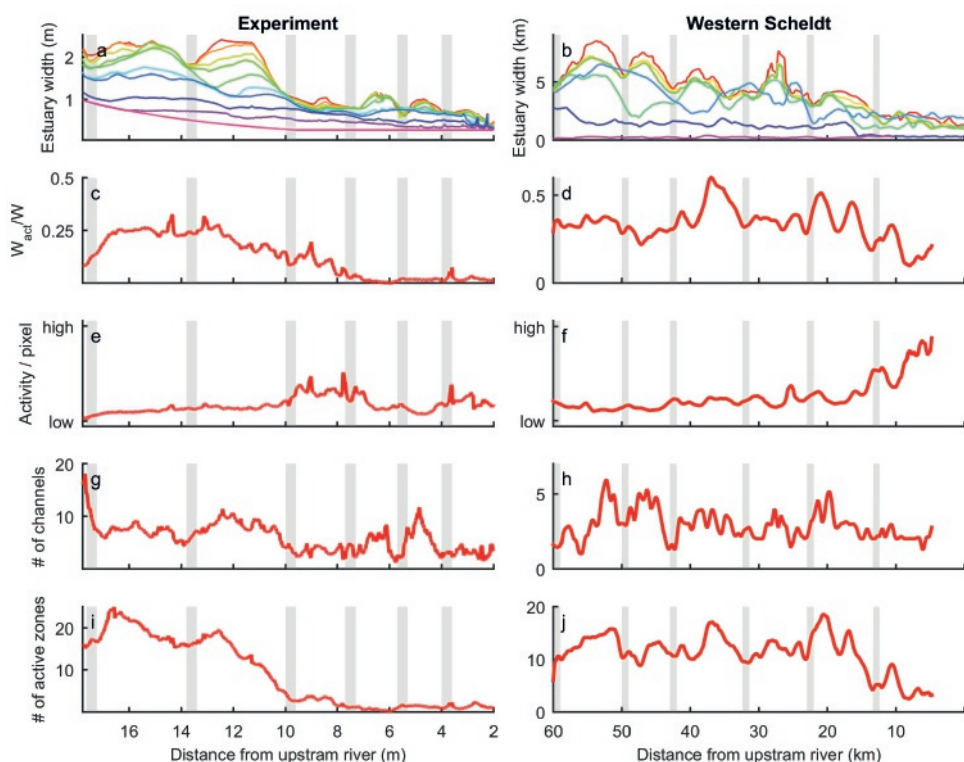 Experiment
Western Scheldt
a
Estuary width (m)
2
1
b
Estuary width (km)
5
0
c
W_act/W
0.5
0.25
d
0.5
0
e
Activity / pixel
high
low
f
high
low
g
# of channels
20
10
h
5
0
i
# of active zones
20
10
16 14 12 10 8 6 4 2
Distance from upstram river (m)
j
20
10
0
60 50 40 30 20 10
Distance from upstram river (km)